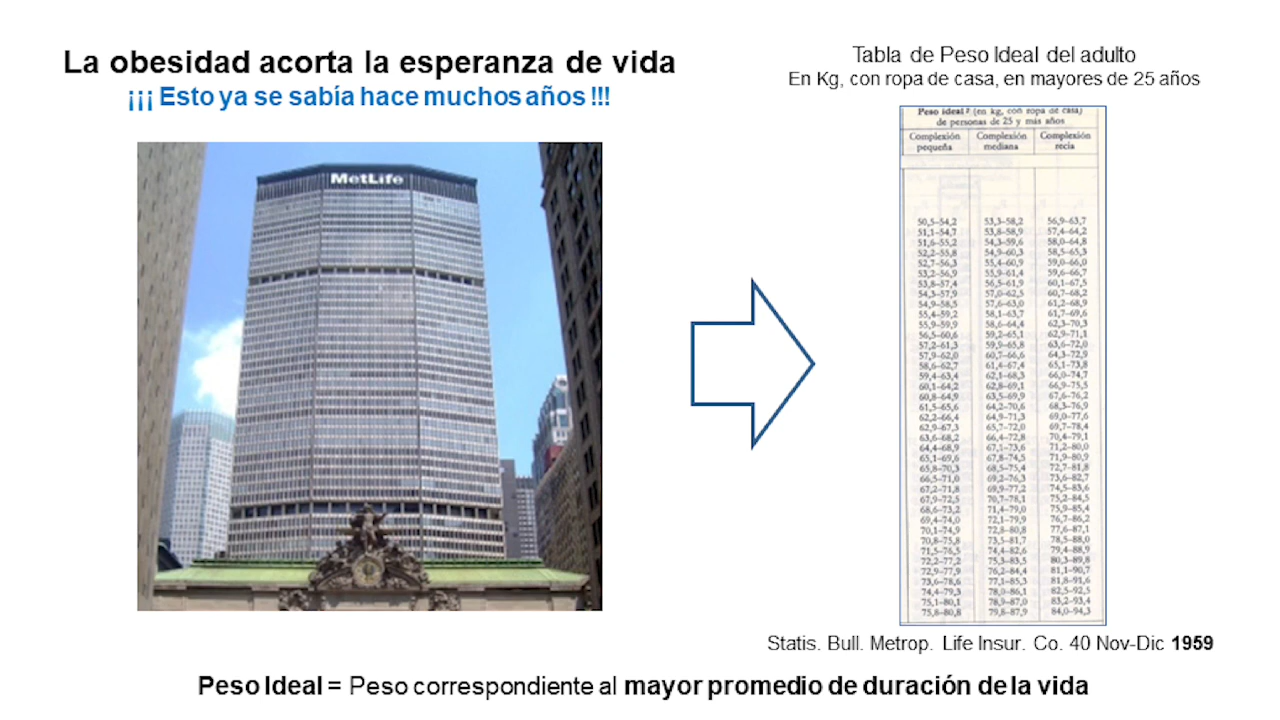 La obesidad acorta la esperanza de vida
¡¡¡ Esto ya se sabía hace muchos años !!!
MetLife
Tabla de Peso Ideal del adulto
En Kg, con ropa de casa, en mayores de 25 años
Peso ideal (en kg, con ropa de casa)
de personas de 25 y más años
Complexión pequeña Complexión mediana Complexión recia
50,5–54,2 53,3–58,2 56,9–63,7
51,1–54,7 53,8–58,9 57,4–64,2
51,6–55,2 54,3–59,6 58,0–64,8
52,2–55,8 54,9–60,3 58,5–65,3
52,7–56,3 55,4–60,9 59,0–66,0
53,2–56,9 55,9–61,4 59,6–66,7
53,8–57,4 56,5–61,9 60,1–67,5
54,3–57,9 57,0–62,5 60,7–68,2
54,9–58,5 57,6–63,0 61,2–68,9
55,4–59,2 58,1–63,7 61,7–69,6
55,9–59,9 58,6–64,4 62,3–70,3
56,5–60,6 59,2–65,1 62,9–71,1
57,2–61,3 59,9–65,8 63,6–72,0
57,9–62,0 60,7–66,6 64,3–72,9
58,6–62,7 61,4–67,4 65,1–73,8
59,4–63,4 62,1–68,3 66,0–74,7
60,1–64,2 62,8–69,1 66,9–75,5
60,8–64,9 63,5–69,9 67,6–76,2
61,5–65,6 64,2–70,6 68,3–76,9
62,2–66,4 64,9–71,3 69,0–77,6
62,9–67,3 65,7–72,0 69,7–78,4
63,6–68,2 66,4–72,8 70,4–79,1
64,4–68,9 67,1–73,6 71,2–80,0
65,1–69,6 67,8–74,5 71,9–80,9
65,8–70,3 68,5–75,4 72,7–81,8
66,5–71,0 69,2–76,3 73,6–82,7
67,2–71,8 69,9–77,2 74,5–83,6
67,9–72,5 70,7–78,1 75,2–84,5
68,6–73,2 71,4–79,0 75,9–85,4
69,4–74,0 72,1–79,9 76,7–86,2
70,1–74,9 72,8–80,8 77,6–87,1
70,8–75,8 73,5–81,7 78,5–88,0
71,5–76,5 74,4–82,6 79,4–88,9
72,2–77,2 75,3–83,5 80,3–89,8
72,9–77,9 76,2–84,4 81,1–90,7
73,6–78,6 77,1–85,3 81,8–91,6
74,4–79,3 78,0–86,1 82,5–92,5
75,1–80,1 78,9–87,0 83,2–93,4
75,8–80,8 79,8–87,9 84,0–94,3
Statis. Bull. Metrop. Life Insur. Co. 40 Nov-Dic 1959
Peso Ideal = Peso correspondiente al mayor promedio de duración de la vida